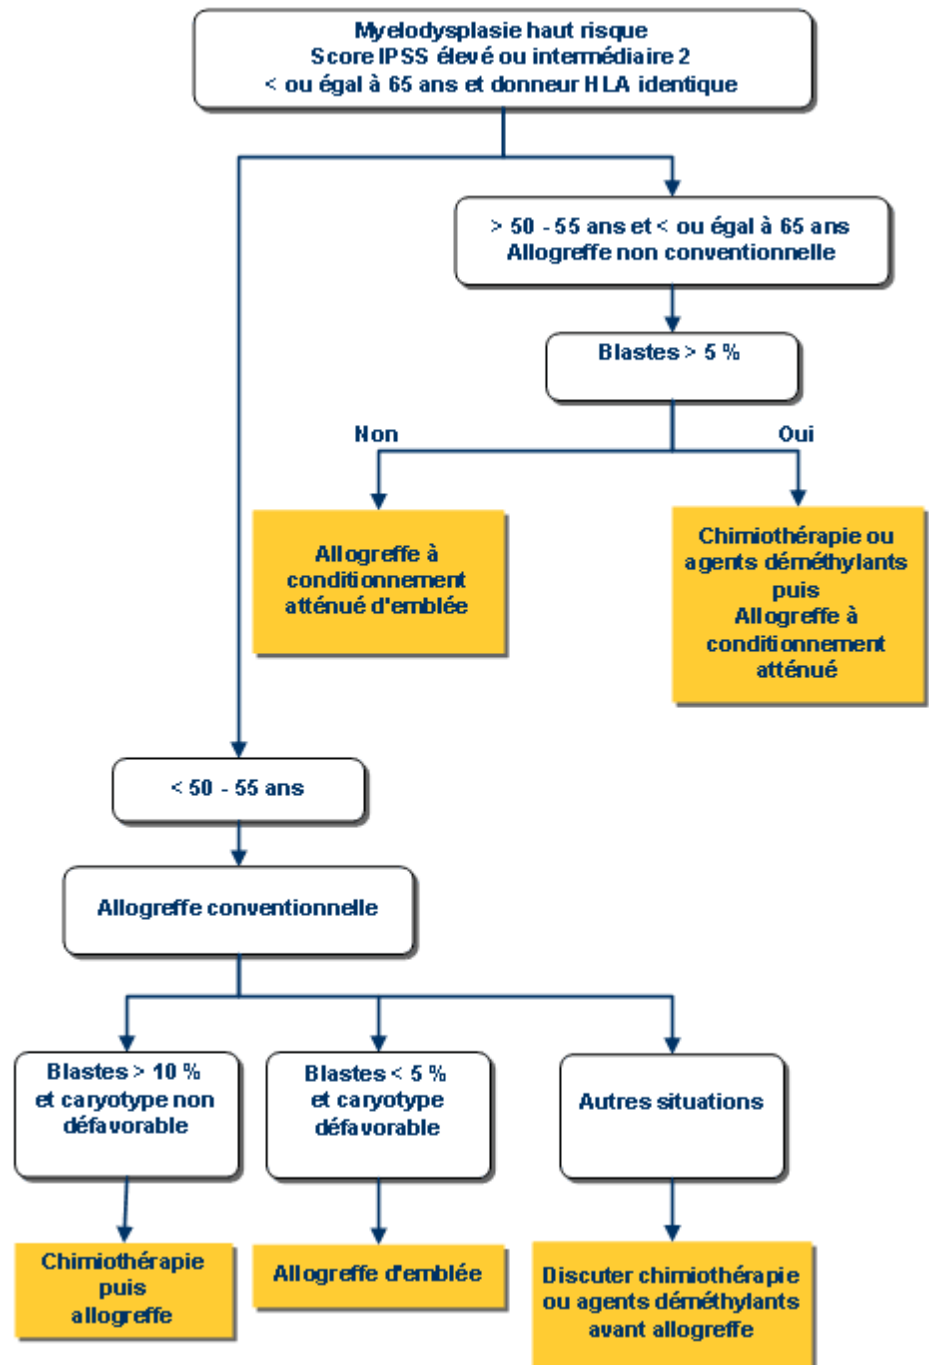 Myelodysplasie haut risque
Score IPSS élevé ou intermédiaire 2
< ou égal à 65 ans et donneur HLA identique
> 50 - 55 ans et < ou égal à 65 ans
Allogreffe non conventionnelle
Blastes > 5 %
Non
Oui
Allogreffe à
conditionnement
atténué d'emblée
Chimiothérapie ou
agents déméthylants
puis
Allogreffe à
conditionnement
atténué
< 50 - 55 ans
Allogreffe conventionnelle
Blastes > 10 %
et caryotype non
défavorable
Blastes < 5 %
et caryotype
défavorable
Autres situations
Chimiothérapie
puis
allogreffe
Allogreffe d'emblée
Discuter chimiothérapie
ou agents déméthylants
avant allogreffe